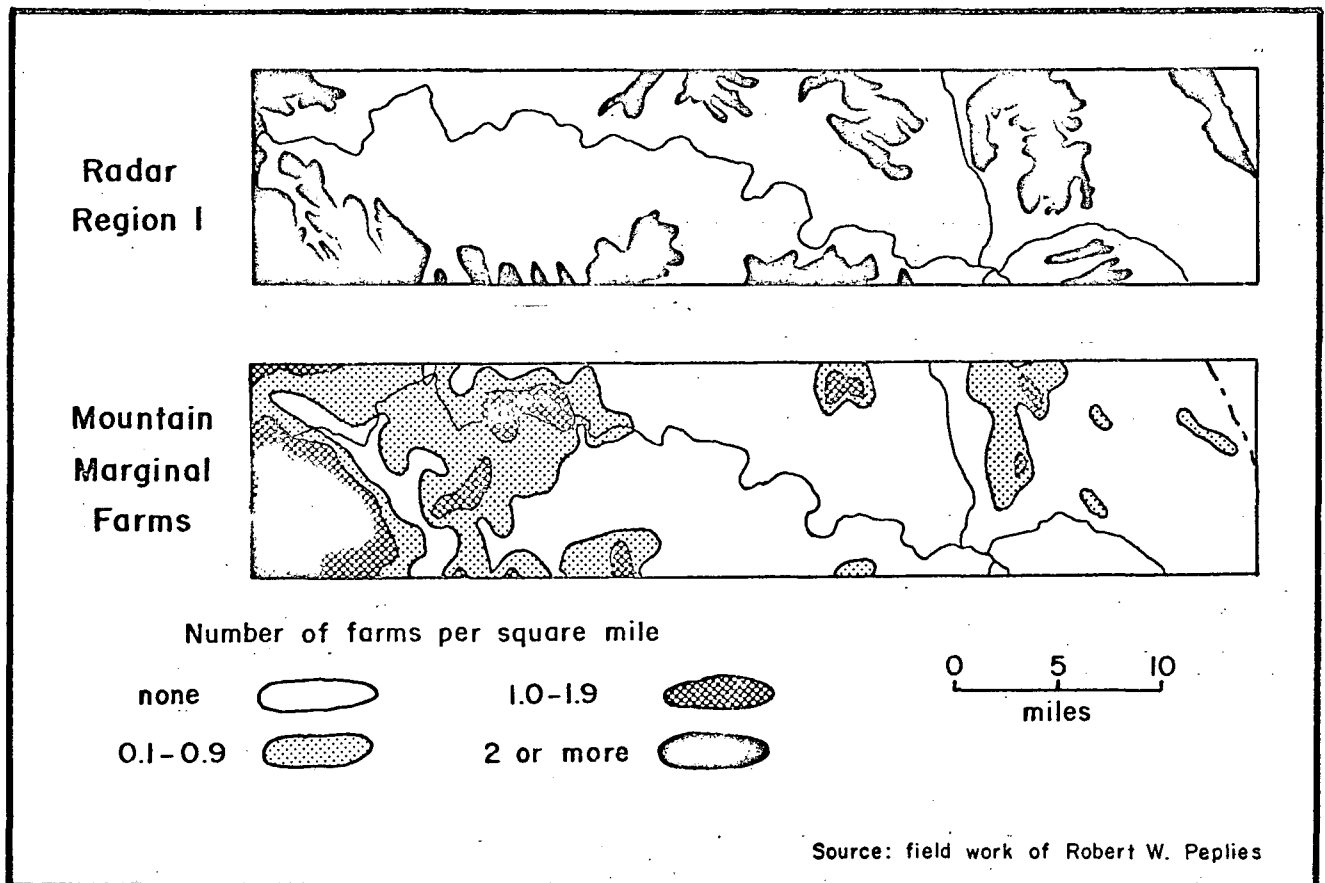 Radar
Region I
Mountain
Marginal
Farms
Number of farms per square mile
none
1.0-1.9
0.1-0.9
2 or more
0 5 10
miles
Source: field work of Robert W. Peplies